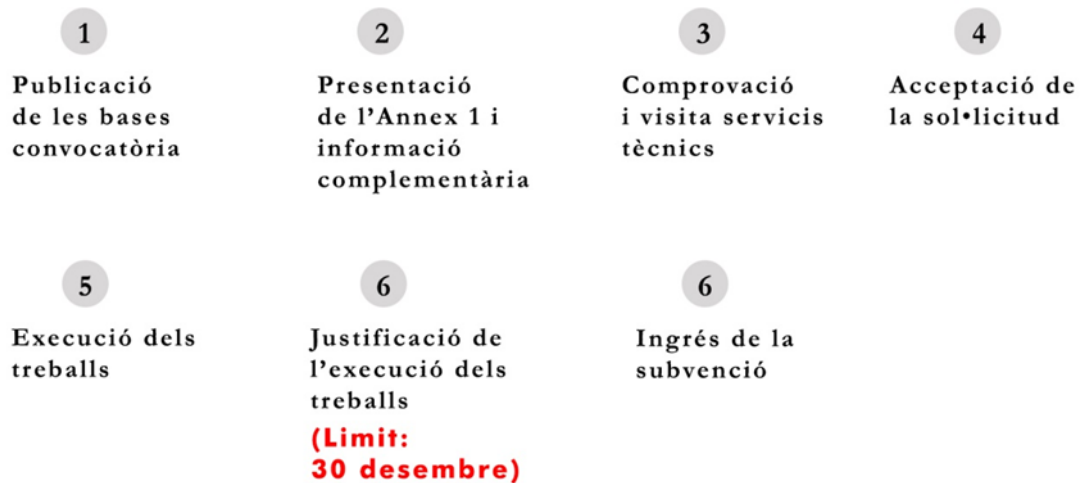 1
Publicació
de les bases
convocatòria
2
Presentació
de l'Annex 1 i
informació
complementària
3
Comprovació
i visita servicis
tècnics
4
Acceptació de
la sol•licitud
5
Execució dels
treballs
6
Justificació de
l’execució dels
treballs
(Limit:
30 desembre)
6
Ingrés de la
subvenció